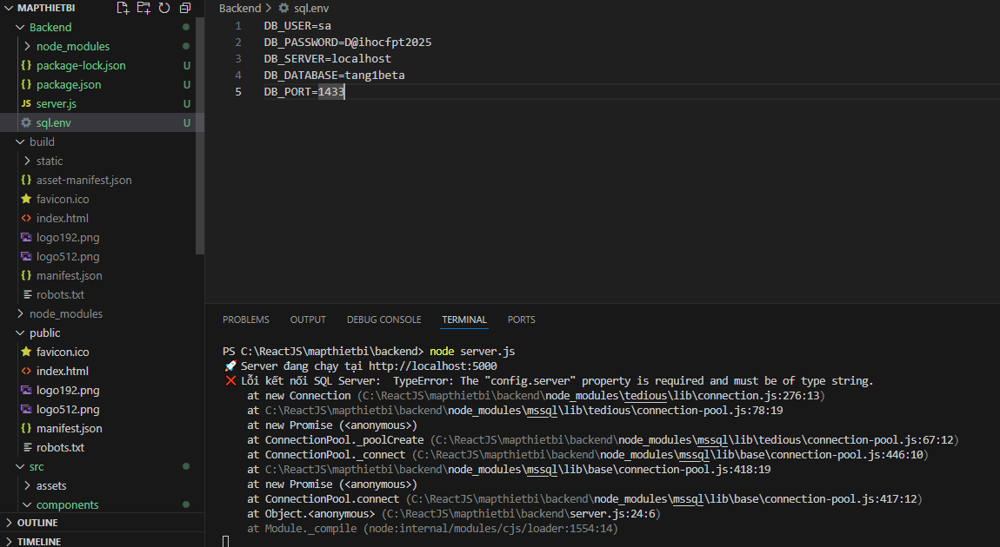 MAPTHIETBI
Backend
node_modules
package-lock.json U
package.json U
JS server.js U
sql.env U
build
static
asset-manifest.json
favicon.ico
index.html
logo192.png
logo512.png
manifest.json
robots.txt
node_modules
public
favicon.ico
index.html
logo192.png
logo512.png
manifest.json
robots.txt
src
assets
components
OUTLINE
TIMELINE
Backend > sql.env
1 DB_USER=sa
2 DB_PASSWORD=D@ihocfpt2025
3 DB_SERVER=localhost
4 DB_DATABASE=tang1beta
5 DB_PORT=1433
PROBLEMS OUTPUT DEBUG CONSOLE TERMINAL PORTS
PS C:\ReactJS\mapthietbi\backend> node server.js
🚀 Server đang chạy tại http://localhost:5000
❌ Lỗi kết nối SQL Server:  TypeError: The "config.server" property is required and must be of type string.
at new Connection (C:\ReactJS\mapthietbi\backend\node_modules\tedious\lib\connection.js:276:13)
at C:\ReactJS\mapthietbi\backend\node_modules\mssql\lib\tedious\connection-pool.js:78:19
at new Promise (<anonymous>)
at ConnectionPool._poolCreate (C:\ReactJS\mapthietbi\backend\node_modules\mssql\lib\tedious\connection-pool.js:67:12)
at ConnectionPool._connect (C:\ReactJS\mapthietbi\backend\node_modules\mssql\lib\base\connection-pool.js:446:10)
at C:\ReactJS\mapthietbi\backend\node_modules\mssql\lib\base\connection-pool.js:418:19
at new Promise (<anonymous>)
at ConnectionPool.connect (C:\ReactJS\mapthietbi\backend\node_modules\mssql\lib\base\connection-pool.js:417:12)
at Object.<anonymous> (C:\ReactJS\mapthietbi\backend\server.js:24:6)
at Module._compile (node:internal/modules/cjs/loader:1554:14)